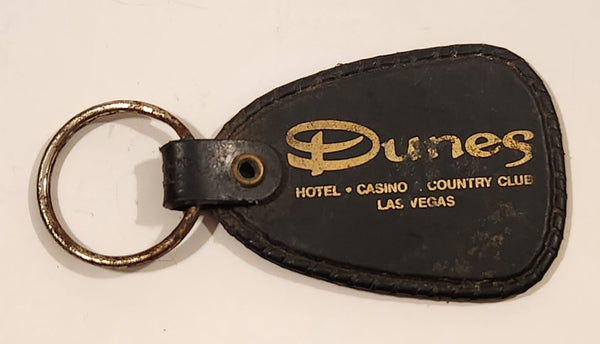 Dunes
HOTEL • CASINO • COUNTRY CLUB
LAS VEGAS